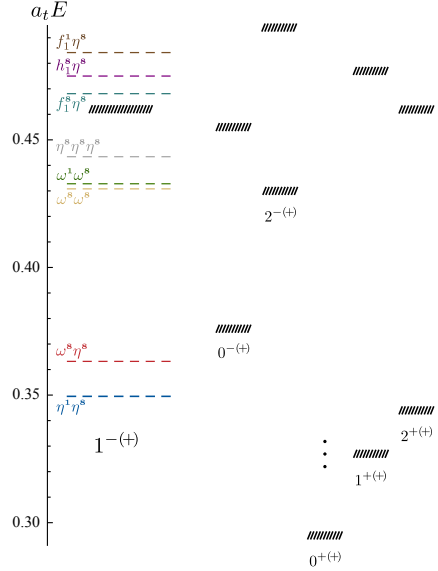 a_t E
f_1^1 η^8
h_1^8 η^8
f_1^8 η^8
0.45
η^8 η^8 η^8
ω^1 ω^8
ω^8 ω^8
2^{-(+)}
0.40
0^{-(+)}
ω^8 η^8
0.35
η^1 η^8
1^{-(+)}
2^{+(+)}
1^{+(+)}
0.30
0^{+(+)}